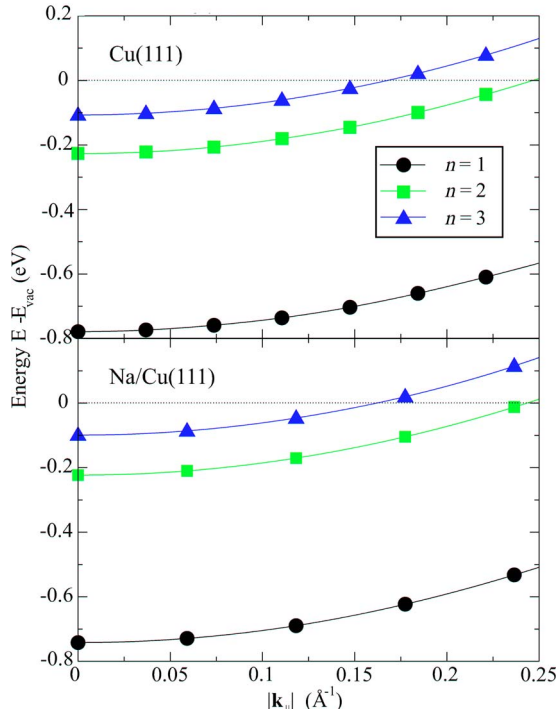 0.2
Cu(111)
0
-0.2
-0.4
-0.6
-0.8
n = 1
n = 2
n = 3
Energy E -E_vac (eV)
Na/Cu(111)
0
-0.2
-0.4
-0.6
-0.8
0
0.05
0.10
0.15
0.20
0.25
|k_||| (Å⁻¹)